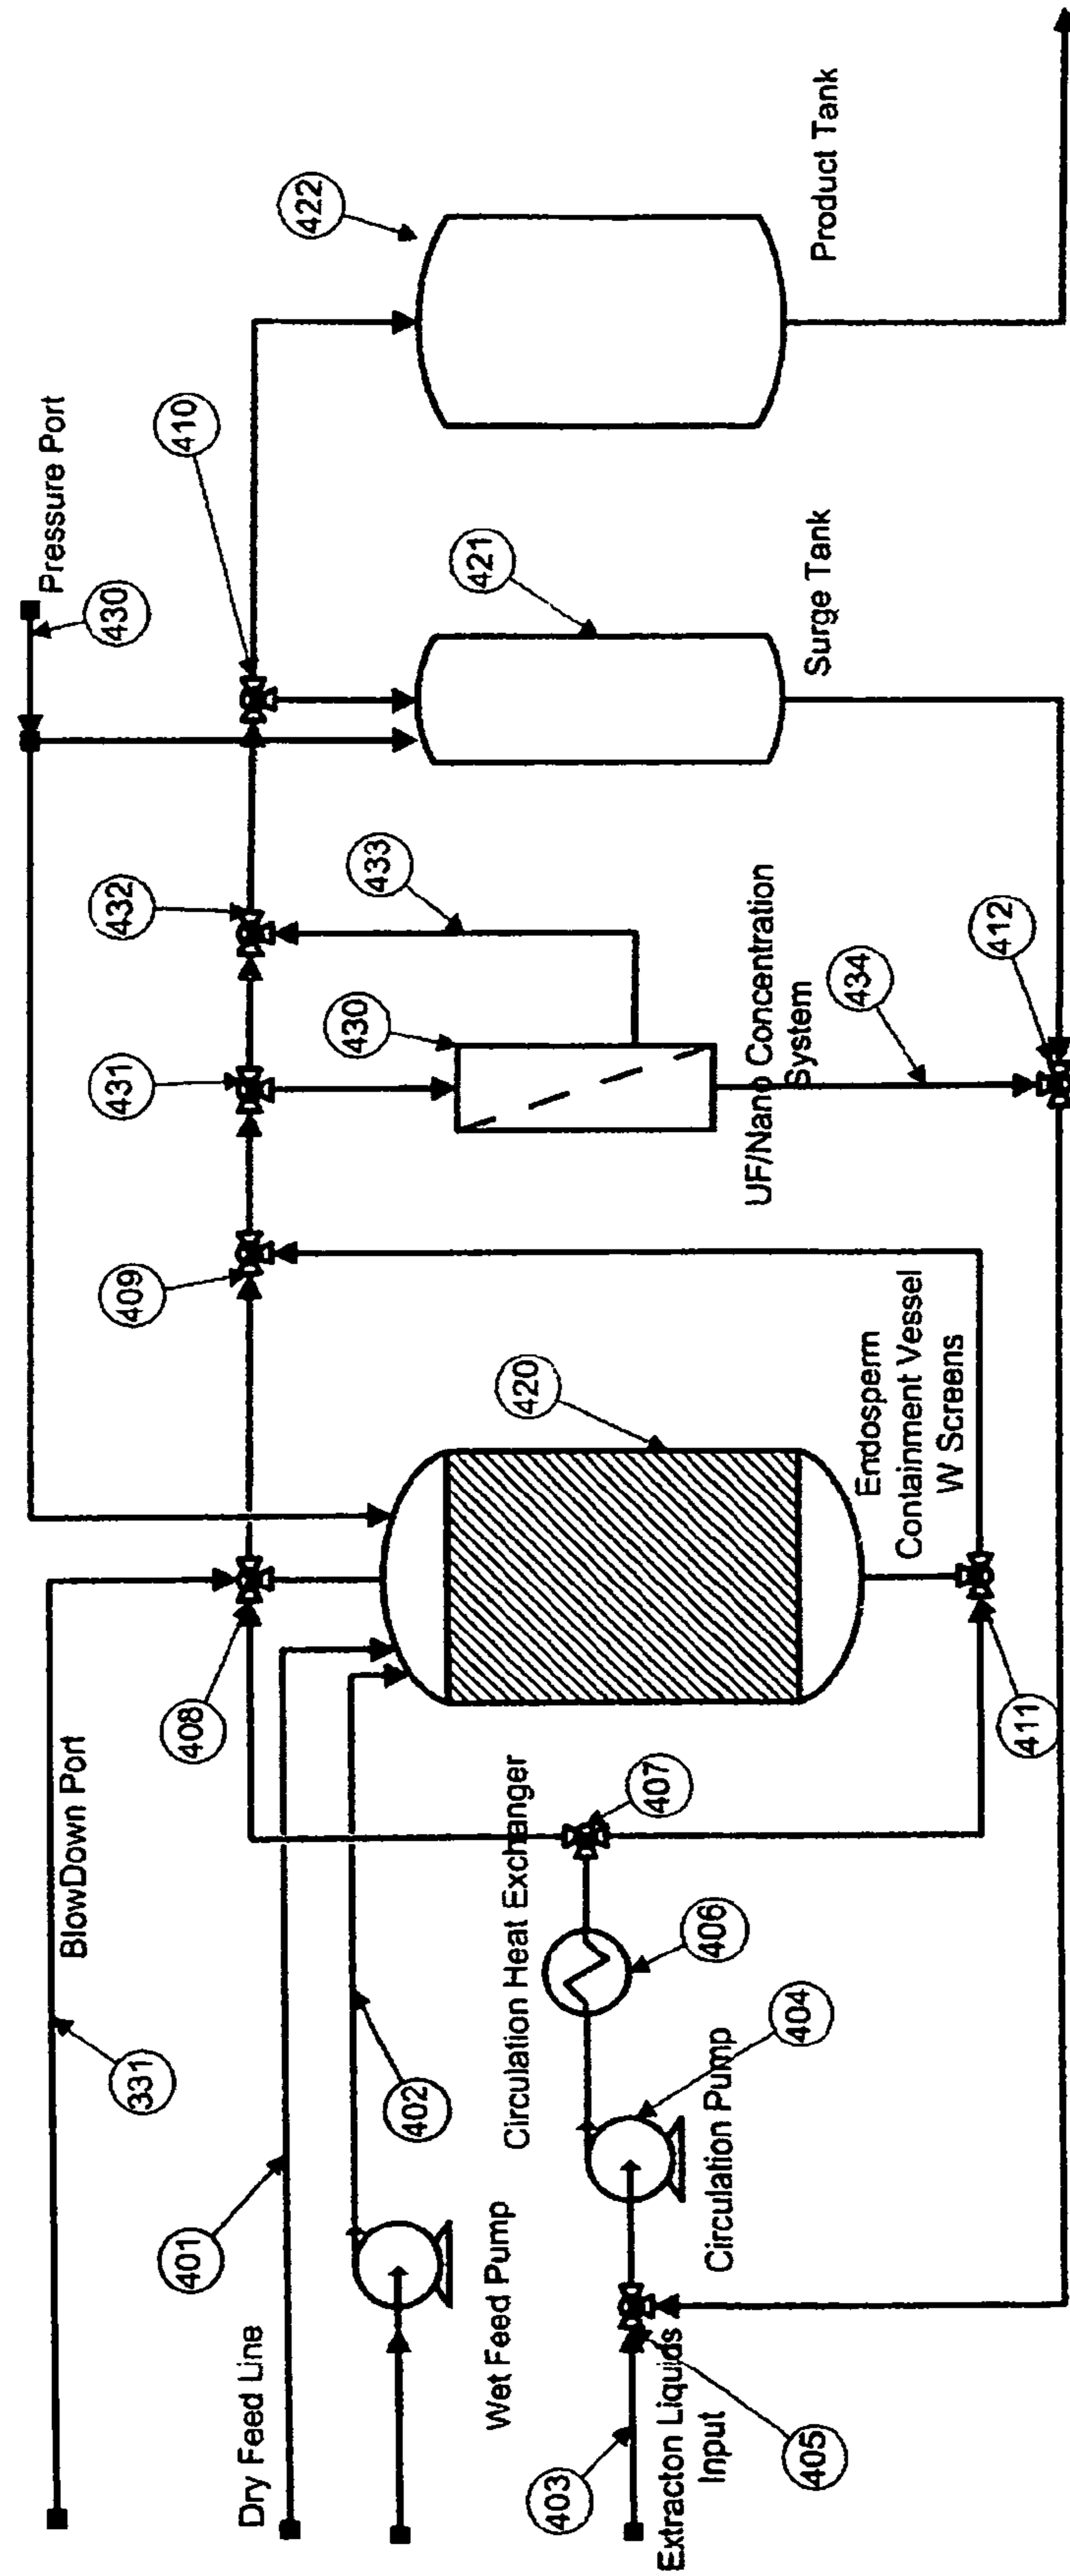 Pressure Port
430
BlowDown Port
331
408
409
431
432
410
422
Dry Feed Line
401
402
Wet Feed Pump
Circulation Heat Exchanger
407
406
404
Circulation Pump
403
Extracton Liquids
Input
405
420
Endosperm
Containment Vessel
W Screens
411
430
433
UF/Nano Concentration
System
434
412
421
Surge Tank
Product Tank